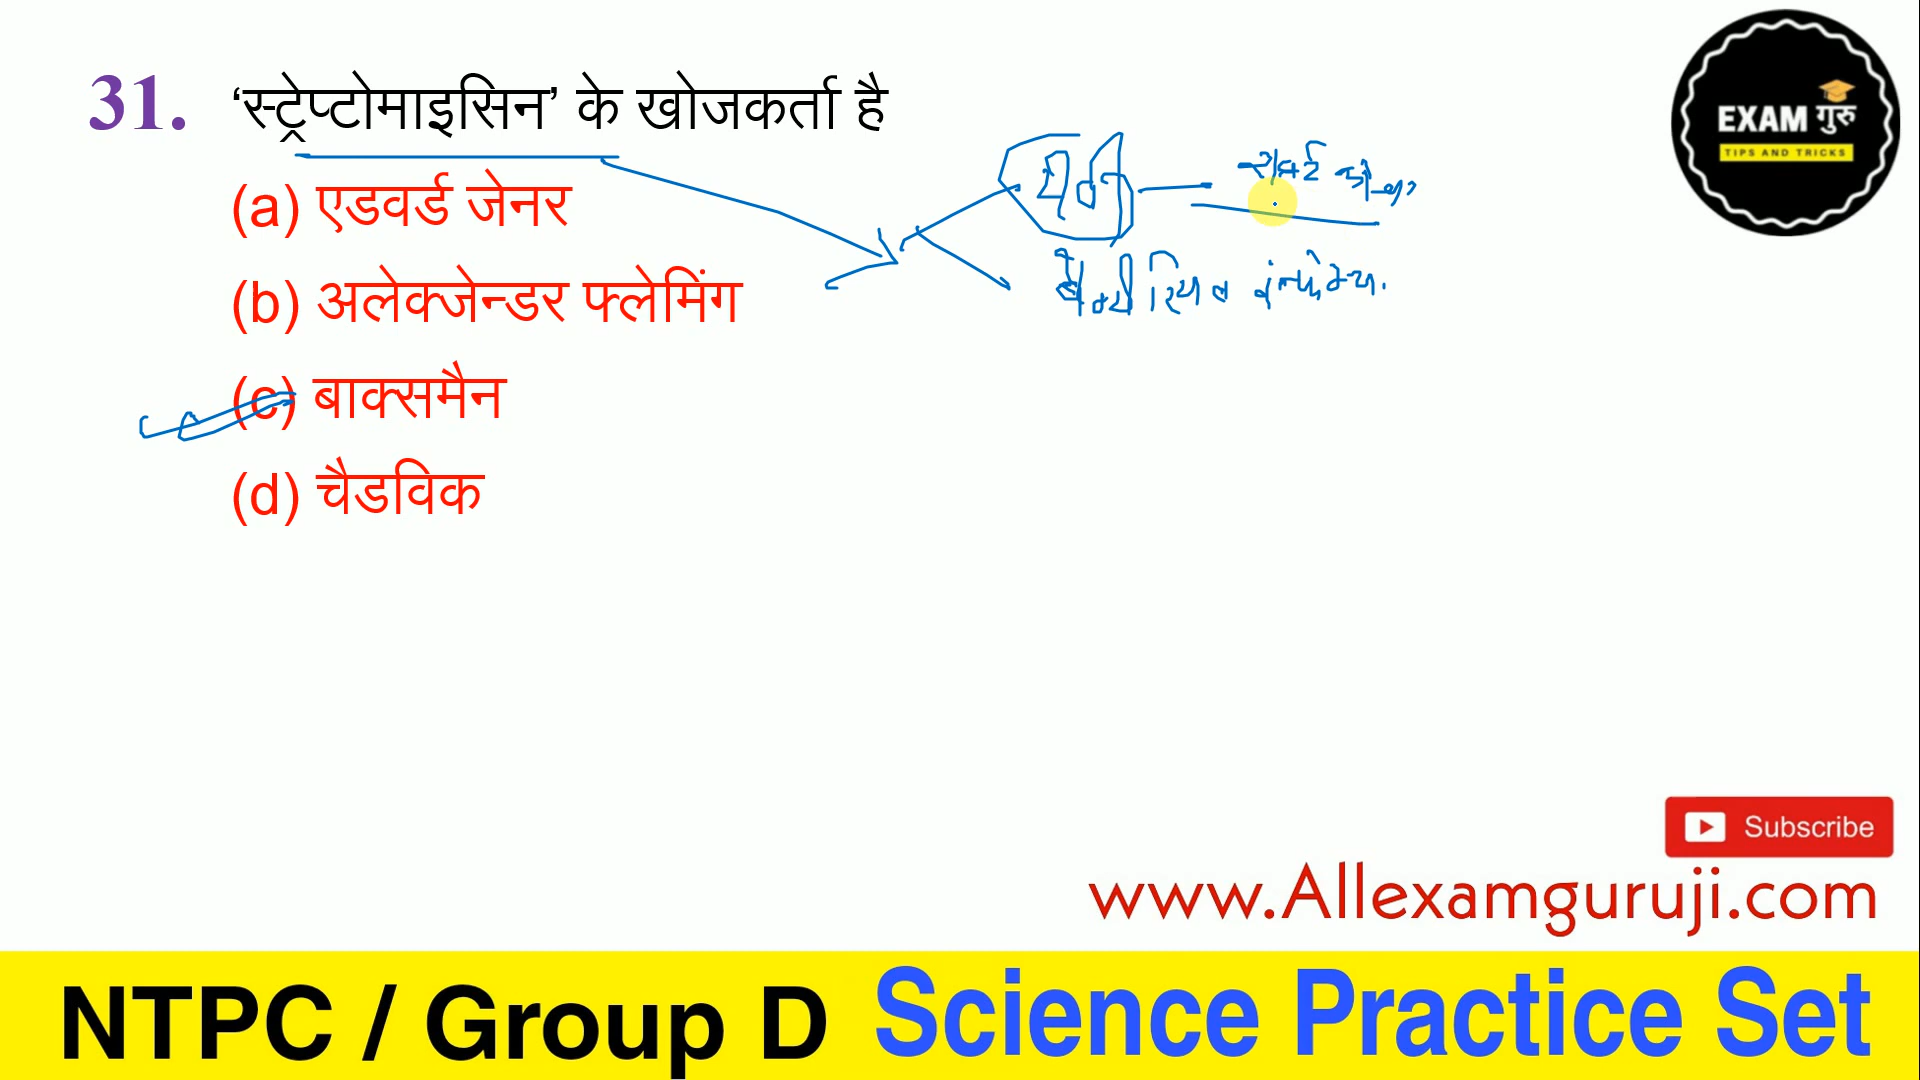 31. ‘स्ट्रेप्टोमाइसिन’ के खोजकर्ता है
(a) एडवर्ड जेनर
(b) अलेक्जेन्डर फ्लेमिंग
(c) बाक्समैन
(d) चैडविक
EXAM गुरु
TIPS AND TRICKS
Subscribe
www.Allexamguruji.com
NTPC / Group D Science Practice Set